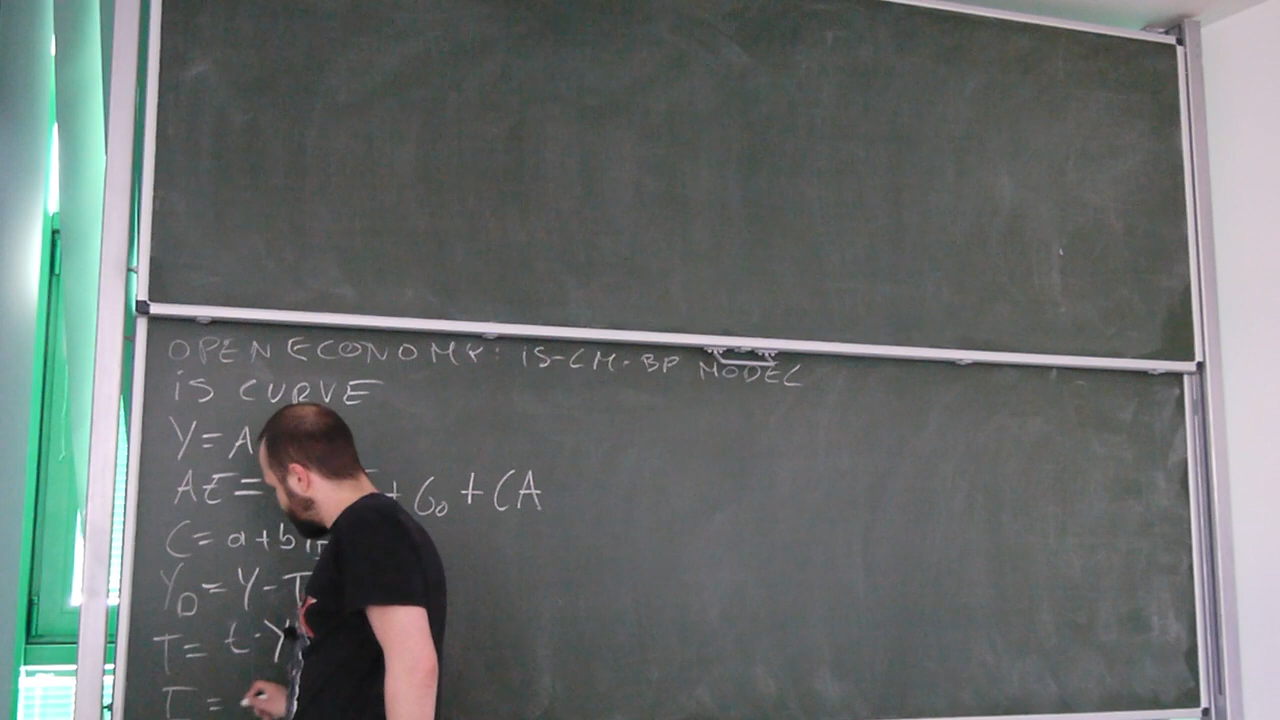 OPEN ECONOMY: iS-LM-BP MODEL
iS CURVE
Y= A
AE= + G₀ + CA
C= a+b
Y_D = Y-T
T= t·Y
I =